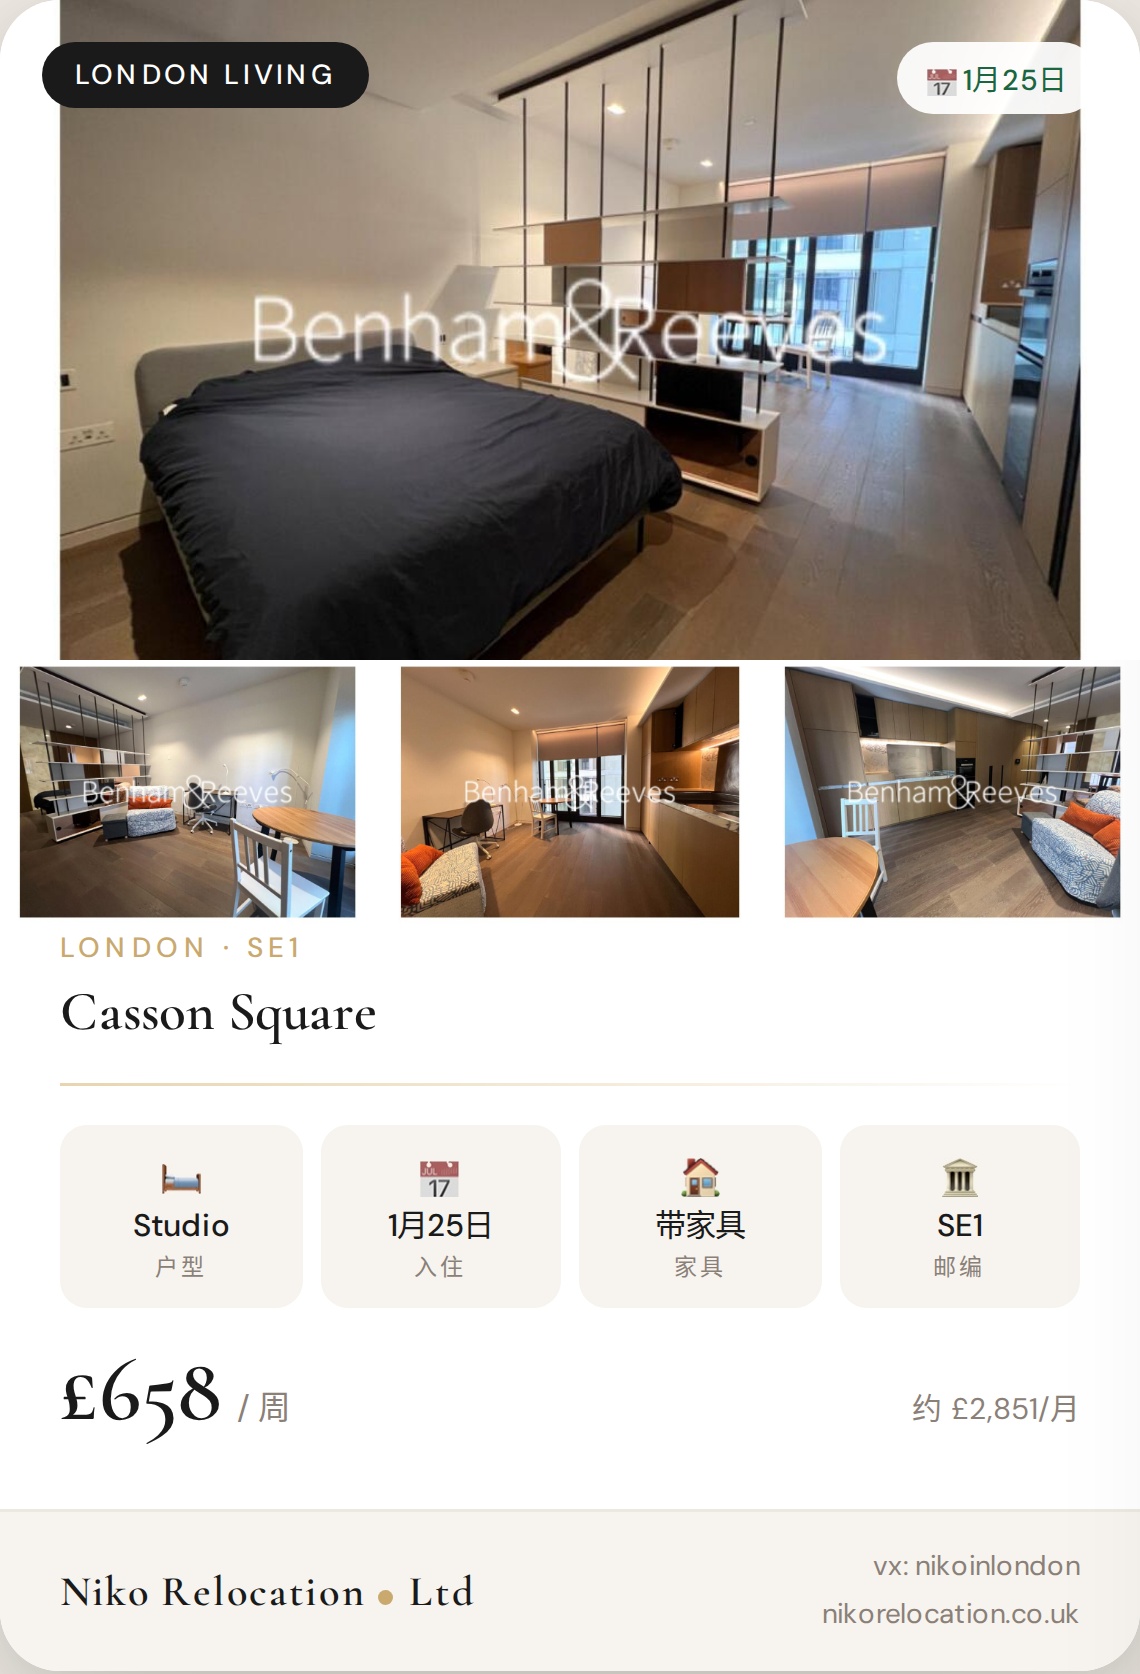 LONDON LIVING
1月25日
Benham&Reeves
Benham&Reeves
Benham&Reeves
Benham&Reeves
LONDON · SE1
Casson Square
Studio
户型
1月25日
入住
带家具
家具
SE1
邮编
£658 / 周
约 £2,851/月
Niko Relocation • Ltd
vx: nikoinlondon
nikorelocation.co.uk